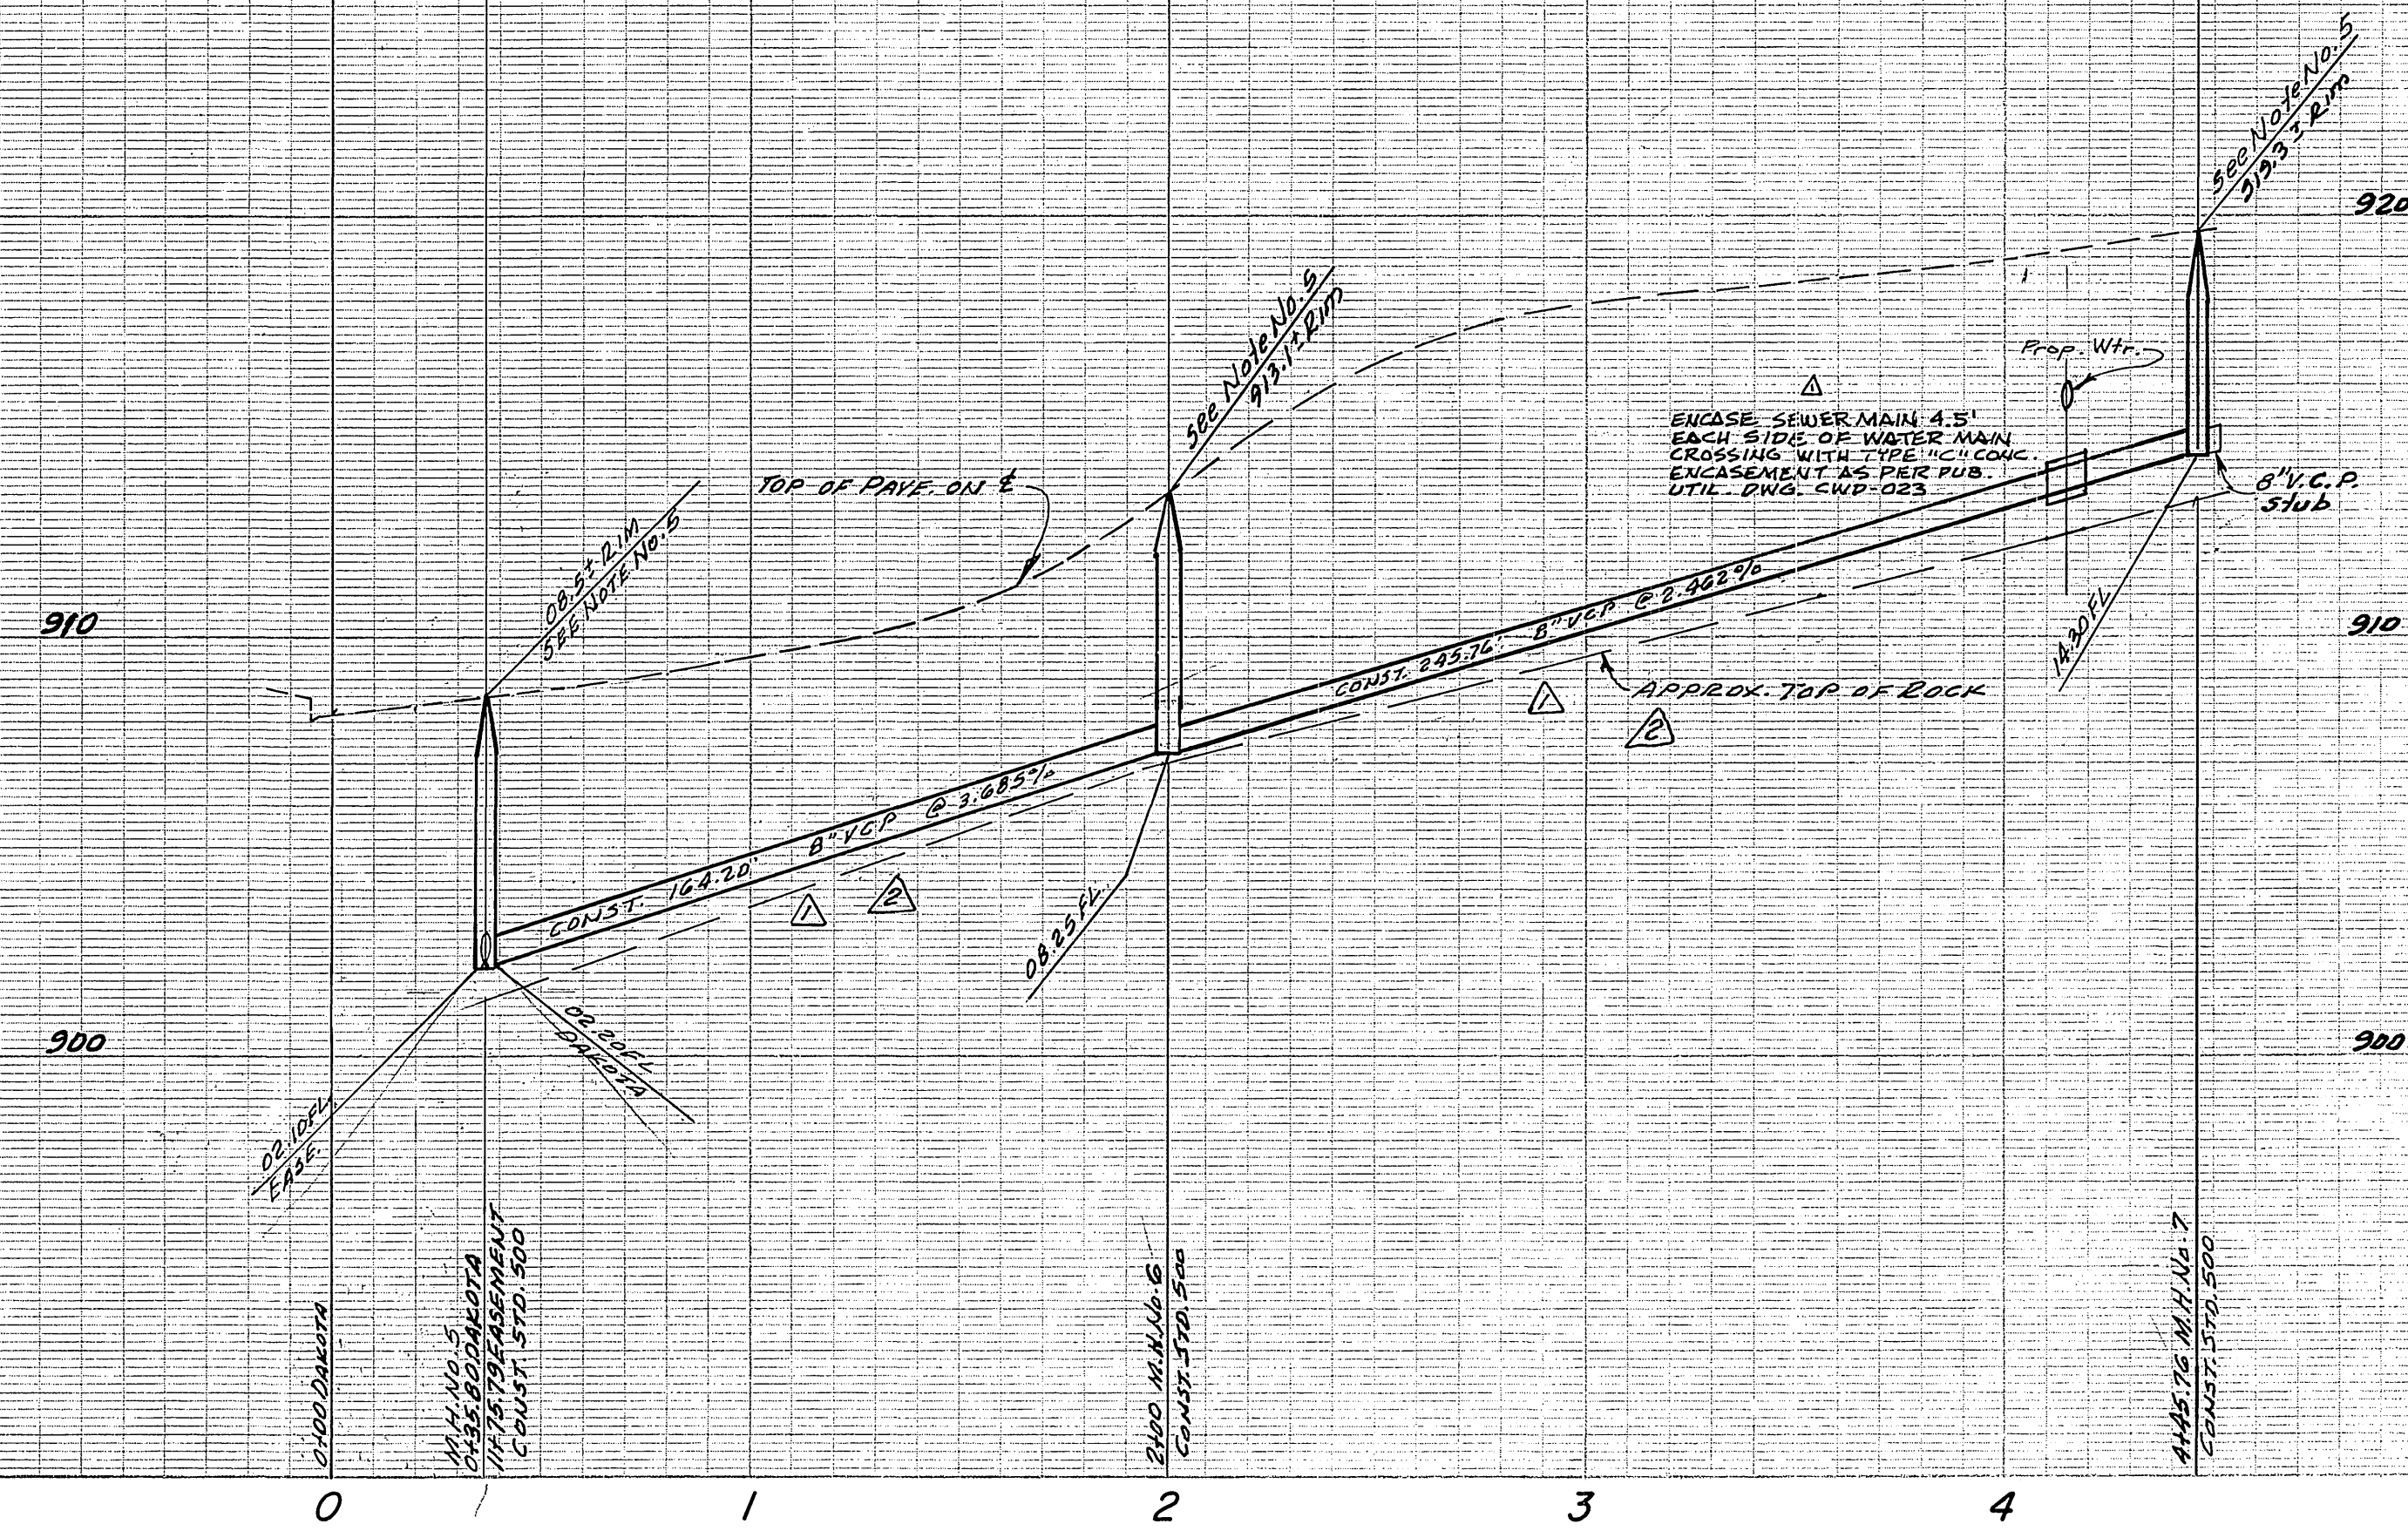 See Note No. 5
919.3 ± Rim
920
See Note No. 5
913.1± Rim
Prop. Wtr.
1
ENCASE SEWER MAIN 4.5'
EACH SIDE OF WATER MAIN
CROSSING WITH TYPE "C" CONC.
ENCASEMENT AS PER PUB.
UTIL. DWG. CWD-023
TOP OF PAVE. ON ℄
8" V.C.P.
Stub
08.5± RIM
SEE NOTE NO. 5
910
910
CONST. 245.76' 8" VCP @ 2.462%
14.30 FL
APPROX. TOP OF ROCK
1
2
CONST. 164.20' 8" VCP @ 3.685%
1
2
08.25 FL.
900
02.20 FL
DAKOTA
900
02.10 FL.
EASE.
0+00 DAKOTA
M.H. No. 5
0+35.80 DAKOTA
11+75.79 EASEMENT
CONST. STD. 500
2+00 M.H. No. 6
CONST. STD. 500
4+45.76 M.H. No. 7
CONST. STD. 500
0
1
2
3
4